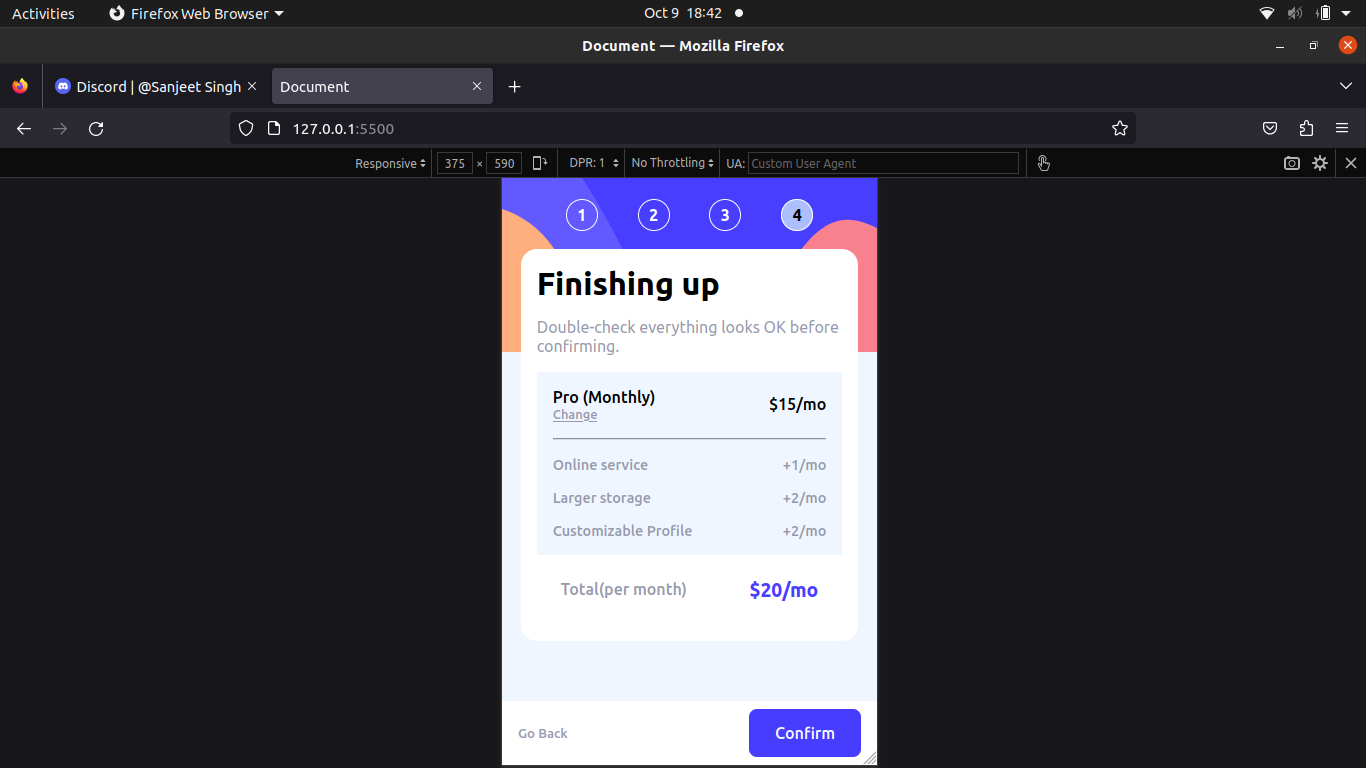 Activities
Firefox Web Browser
Oct 9 18:42
Document — Mozilla Firefox
Discord | @Sanjeet Singh
Document
127.0.0.1:5500
Responsive
375 × 590
DPR: 1
No Throttling
UA: Custom User Agent
1 2 3 4
Finishing up
Double-check everything looks OK before
confirming.
Pro (Monthly)
Change
$15/mo
Online service +1/mo
Larger storage +2/mo
Customizable Profile +2/mo
Total(per month) $20/mo
Go Back
Confirm